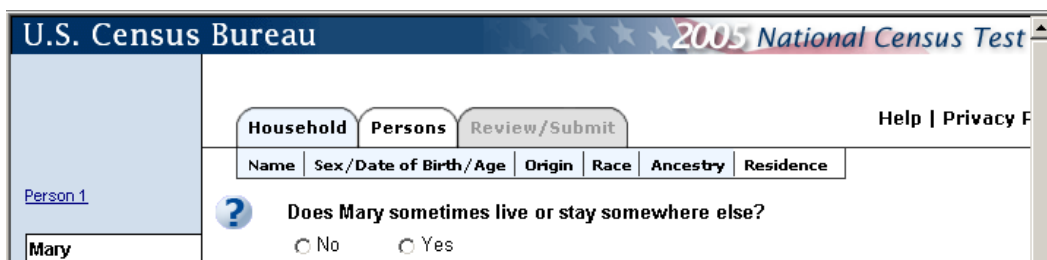 U.S. Census Bureau
2005 National Census Test
Help | Privacy
Household Persons Review/Submit
Name Sex/Date of Birth/Age Origin Race Ancestry Residence
Person 1
Mary
? Does Mary sometimes live or stay somewhere else?
No Yes